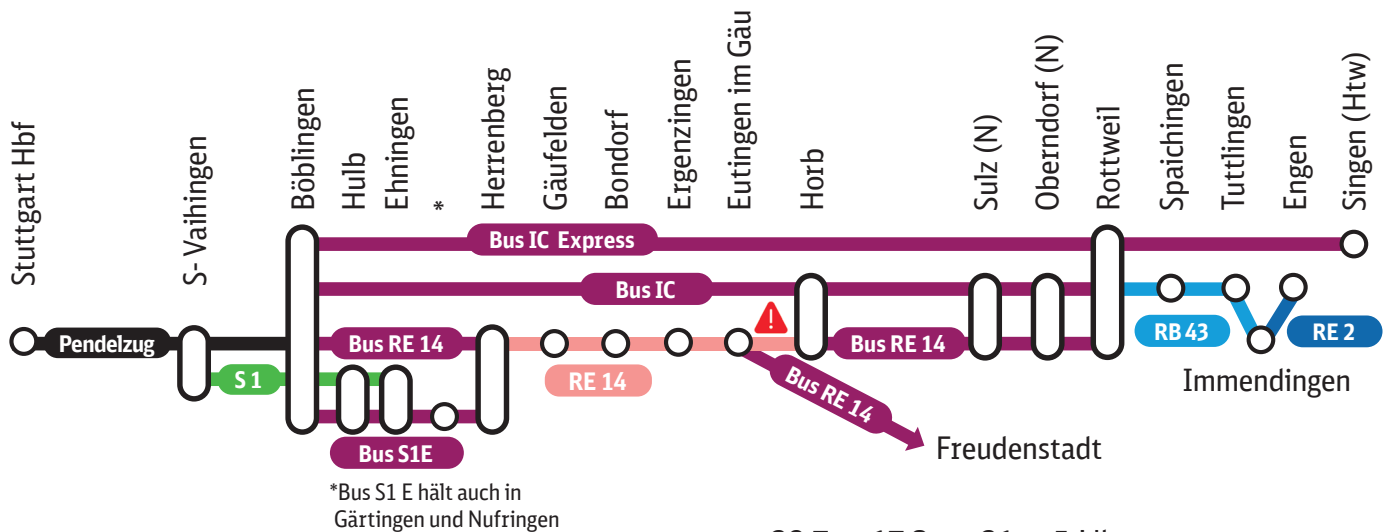 Stuttgart Hbf
S- Vaihingen
Böblingen
Hulb
Ehningen
*
Herrenberg
Gäufelden
Bondorf
Ergenzingen
Eutingen im Gäu
Horb
Sulz (N)
Oberndorf (N)
Rottweil
Spaichingen
Tuttlingen
Engen
Singen (Htw)
Bus IC Express
Bus IC
Pendelzug
Bus RE 14
!
Bus RE 14
RB 43
RE 2
S 1
RE 14
Bus RE 14
Immendingen
Freudenstadt
Bus S1E
*Bus S1 E hält auch in
Gärtingen und Nufringen